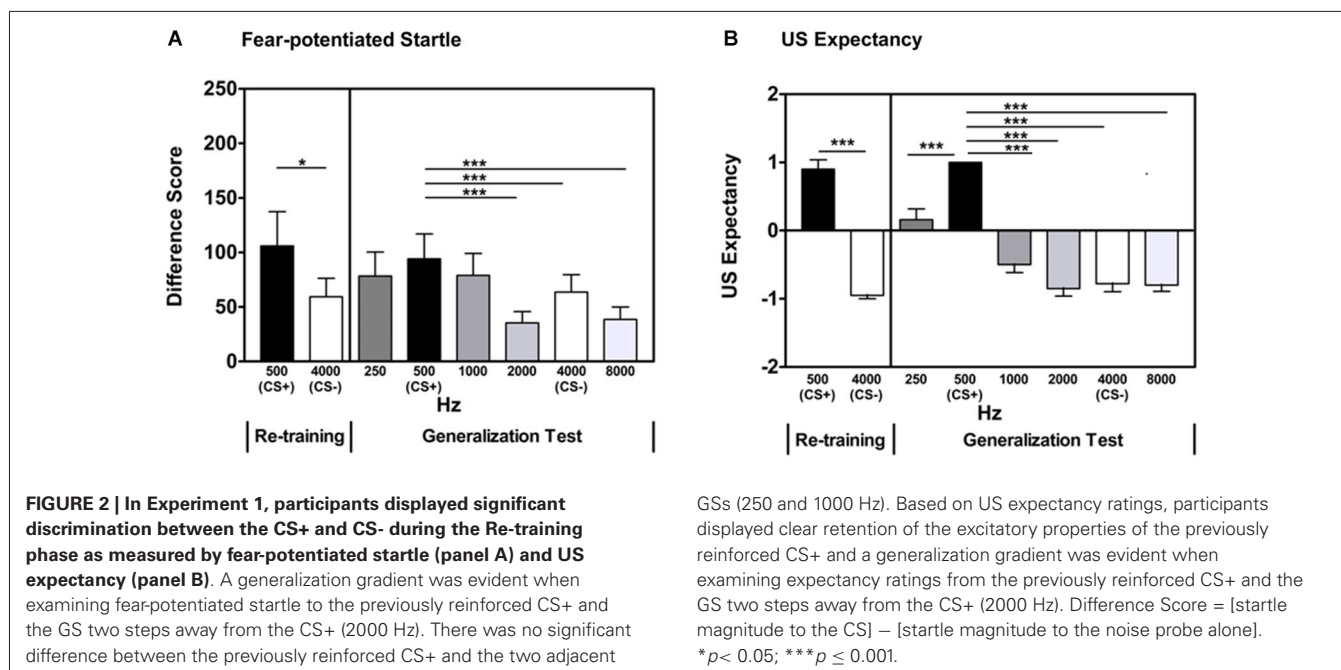 A Fear-potentiated Startle
250
200
150
100
50
0
Difference Score
*
***
***
***
500 4000 250 500 1000 2000 4000 8000
(CS+) (CS-) (CS+) (CS-)
Hz
Re-training Generalization Test
B US Expectancy
2
1
0
-1
-2
US Expectancy
***
***
***
***
***
***
500 4000 250 500 1000 2000 4000 8000
(CS+) (CS-) (CS+) (CS-)
Hz
Re-training Generalization Test
FIGURE 2 | In Experiment 1, participants displayed significant
discrimination between the CS+ and CS- during the Re-training
phase as measured by fear-potentiated startle (panel A) and US
expectancy (panel B). A generalization gradient was evident when
examining fear-potentiated startle to the previously reinforced CS+ and
the GS two steps away from the CS+ (2000 Hz). There was no significant
difference between the previously reinforced CS+ and the two adjacent
GSs (250 and 1000 Hz). Based on US expectancy ratings, participants
displayed clear retention of the excitatory properties of the previously
reinforced CS+ and a generalization gradient was evident when
examining expectancy ratings from the previously reinforced CS+ and the
GS two steps away from the CS+ (2000 Hz). Difference Score = [startle
magnitude to the CS] − [startle magnitude to the noise probe alone].
*p< 0.05; ***p ≤ 0.001.